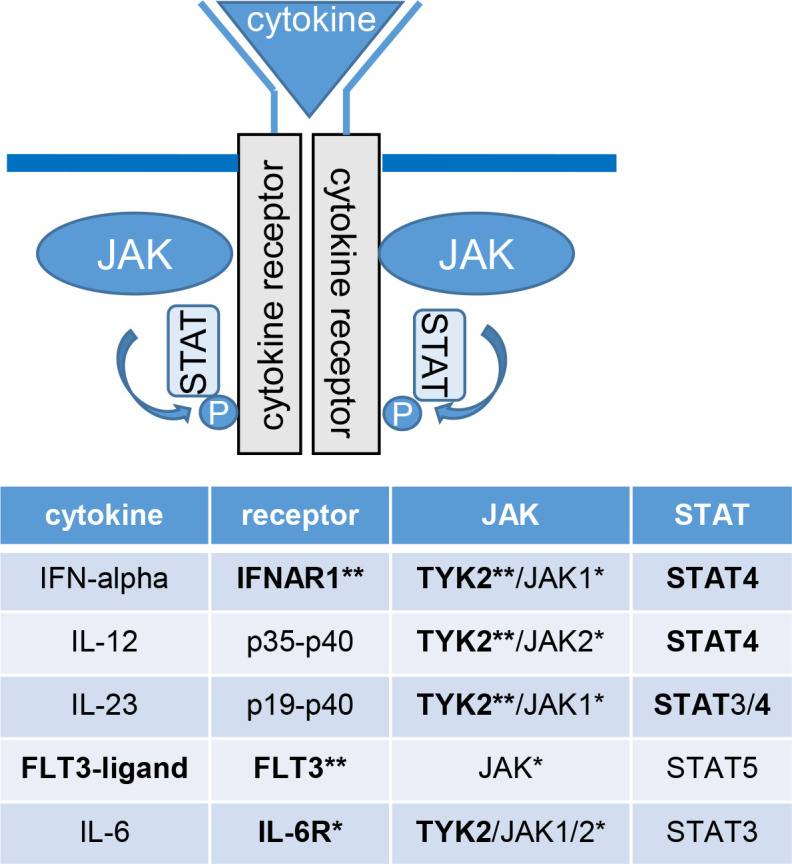 cytokine
cytokine receptor
cytokine receptor
JAK
JAK
STAT
STAT
P
P
cytokine receptor JAK STAT
IFN-alpha IFNAR1** TYK2**/JAK1* STAT4
IL-12 p35-p40 TYK2**/JAK2* STAT4
IL-23 p19-p40 TYK2**/JAK1* STAT3/4
FLT3-ligand FLT3** JAK* STAT5
IL-6 IL-6R* TYK2/JAK1/2* STAT3